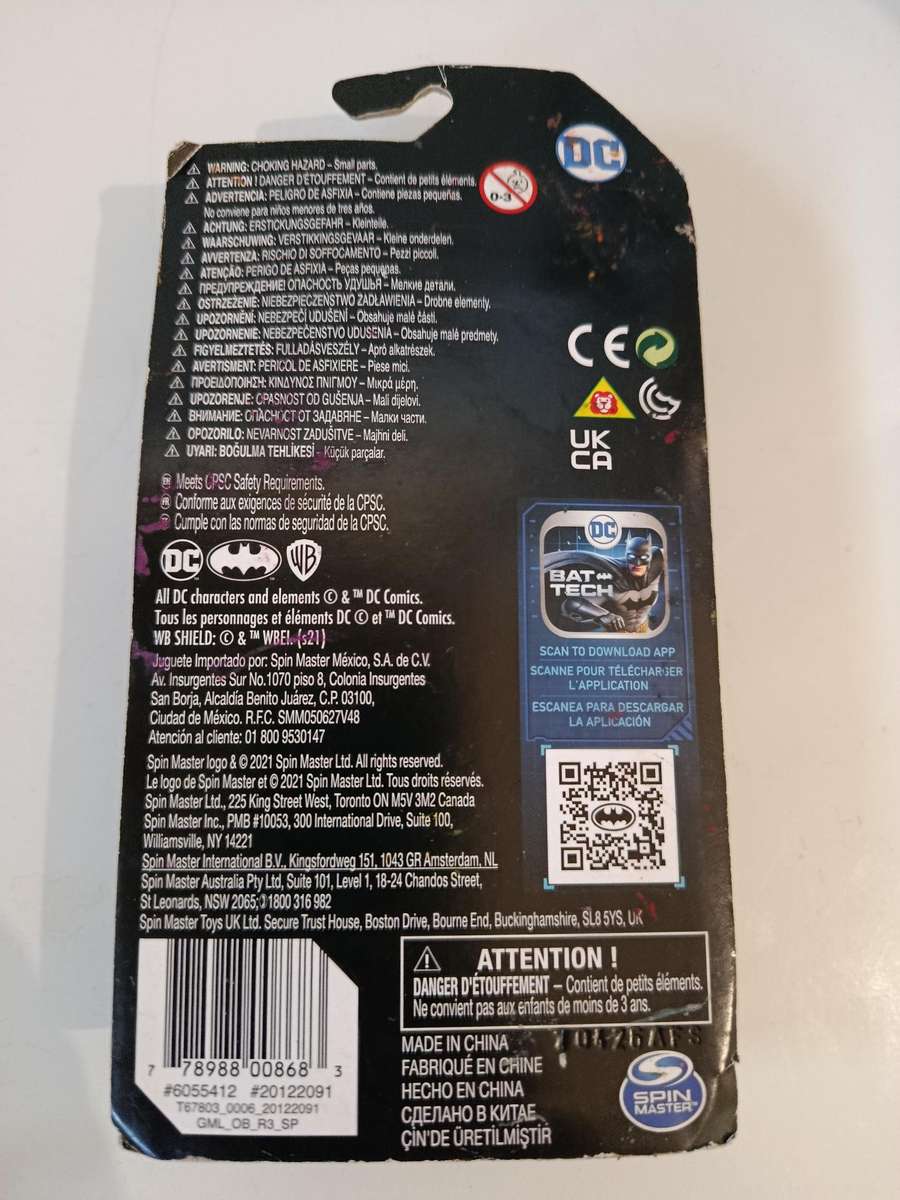 DC
WARNING: CHOKING HAZARD – Small parts.
ATTENTION ! DANGER D'ÉTOUFFEMENT – Contient de petits éléments.
ADVERTENCIA: PELIGRO DE ASFIXIA – Contiene piezas pequeñas.
No conviene para niños menores de tres años.
ACHTUNG: ERSTICKUNGSGEFAHR – Kleinteile.
WAARSCHUWING: VERSTIKKINGSGEVAAR – Kleine onderdelen.
AVVERTENZA: RISCHIO DI SOFFOCAMENTO – Pezzi piccoli.
ATENÇÃO: PERIGO DE ASFIXIA – Peças pequenas.
ПРЕДУПРЕЖДЕНИЕ! ОПАСНОСТЬ УДУШЬЯ – Мелкие детали.
OSTRZEŻENIE: NIEBEZPIECZEŃSTWO ZADŁAWIENIA – Drobne elementy.
UPOZORNĚNÍ: NEBEZPEČÍ UDUŠENÍ – Obsahuje malé části.
UPOZORNENIE: NEBEZPEČENSTVO UDUSENIA – Obsahuje malé predmety.
FIGYELMEZTETÉS: FULLADÁSVESZÉLY – Apró alkatrészek.
AVERTISMENT: PERICOL DE ASFIXIERE – Piese mici.
ΠΡΟΕΙΔΟΠΟΙΗΣΗ: ΚΙΝΔΥΝΟΣ ΠΝΙΓΜΟΥ – Μικρά μέρη.
UPOZORENJE: OPASNOST OD GUŠENJA – Mali dijelovi.
ВНИМАНИЕ: ОПАСНОСТ ОТ ЗАДАВЯНЕ – Малки части.
OPOZORILO: NEVARNOST ZADUŠITVE – Majhni deli.
UYARI: BOĞULMA TEHLİKESİ – Küçük parçalar.
0-3
CE
UK
CA
EN Meets CPSC Safety Requirements.
FR Conforme aux exigences de sécurité de la CPSC.
Cumple con las normas de seguridad de la CPSC.
DC WB
All DC characters and elements © & ™ DC Comics.
Tous les personnages et éléments DC © et ™ DC Comics.
WB SHIELD: © & ™ WBEI. (s21)
Juguete Importado por: Spin Master México, S.A. de C.V.
Av. Insurgentes Sur No.1070 piso 8, Colonia Insurgentes
San Borja, Alcaldía Benito Juárez, C.P. 03100,
Ciudad de México. R.F.C. SMM050627V48
Atención al cliente: 01 800 9530147
Spin Master logo & © 2021 Spin Master Ltd. All rights reserved.
Le logo de Spin Master et © 2021 Spin Master Ltd. Tous droits réservés.
Spin Master Ltd., 225 King Street West, Toronto ON M5V 3M2 Canada
Spin Master Inc., PMB #10053, 300 International Drive, Suite 100,
Williamsville, NY 14221
Spin Master International B.V., Kingsfordweg 151, 1043 GR Amsterdam, NL
Spin Master Australia Pty Ltd, Suite 101, Level 1, 18-24 Chandos Street,
St Leonards, NSW 2065; 1800 316 982
Spin Master Toys UK Ltd. Secure Trust House, Boston Drive, Bourne End, Buckinghamshire, SL8 5YS, UK
DC
BAT
TECH
SCAN TO DOWNLOAD APP
SCANNE POUR TÉLÉCHARGER
L'APPLICATION
ESCANEA PARA DESCARGAR
LA APLICACIÓN
7 78988 00868 3
#6055412 #20122091
T67803_0006_20122091
GML_OB_R3_SP
ATTENTION !
DANGER D'ÉTOUFFEMENT – Contient de petits éléments.
Ne convient pas aux enfants de moins de 3 ans.
MADE IN CHINA
FABRIQUÉ EN CHINE
HECHO EN CHINA
СДЕЛАНО В КИТАЕ
ÇİN'DE ÜRETİLMİŞTİR
SPIN
MASTER™